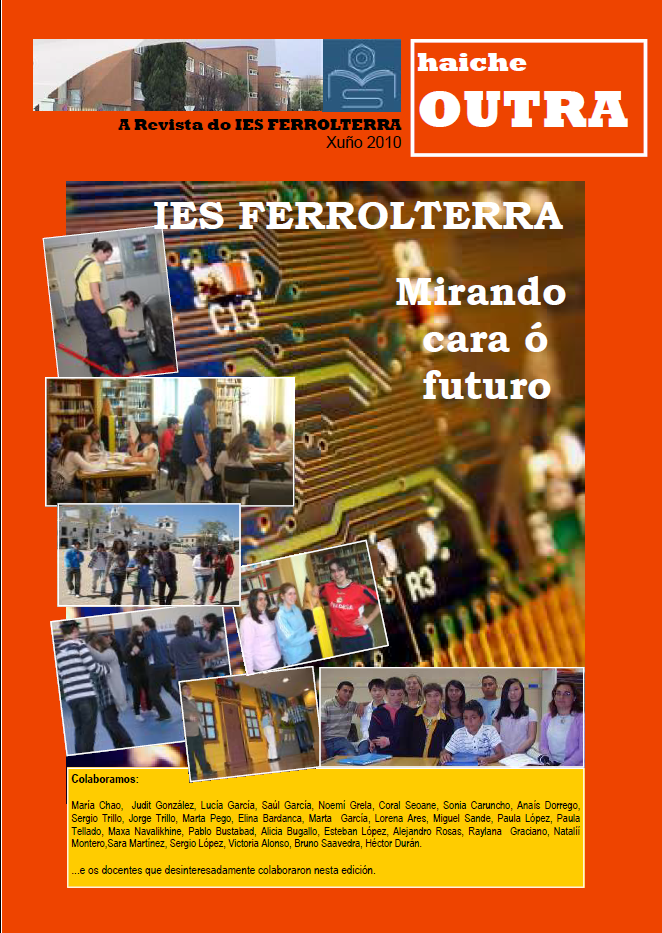 haiche
OUTRA
A Revista do IES FERROLTERRA
Xuño 2010
IES FERROLTERRA
C13
Mirando
cara ó
futuro
R3
Colaboramos:
María Chao, Judit González, Lucía García, Saúl García, Noemí Grela, Coral Seoane, Sonia Caruncho, Anaís Dorrego,
Sergio Trillo, Jorge Trillo, Marta Pego, Elina Bardanca, Marta García, Lorena Ares, Miguel Sande, Paula López, Paula
Tellado, Maxa Navalikhine, Pablo Bustabad, Alicia Bugallo, Esteban López, Alejandro Rosas, Raylana Graciano, Natalíí
Montero,Sara Martínez, Sergio López, Victoria Alonso, Bruno Saavedra, Héctor Durán.
...e os docentes que desinteresadamente colaboraron nesta edición.